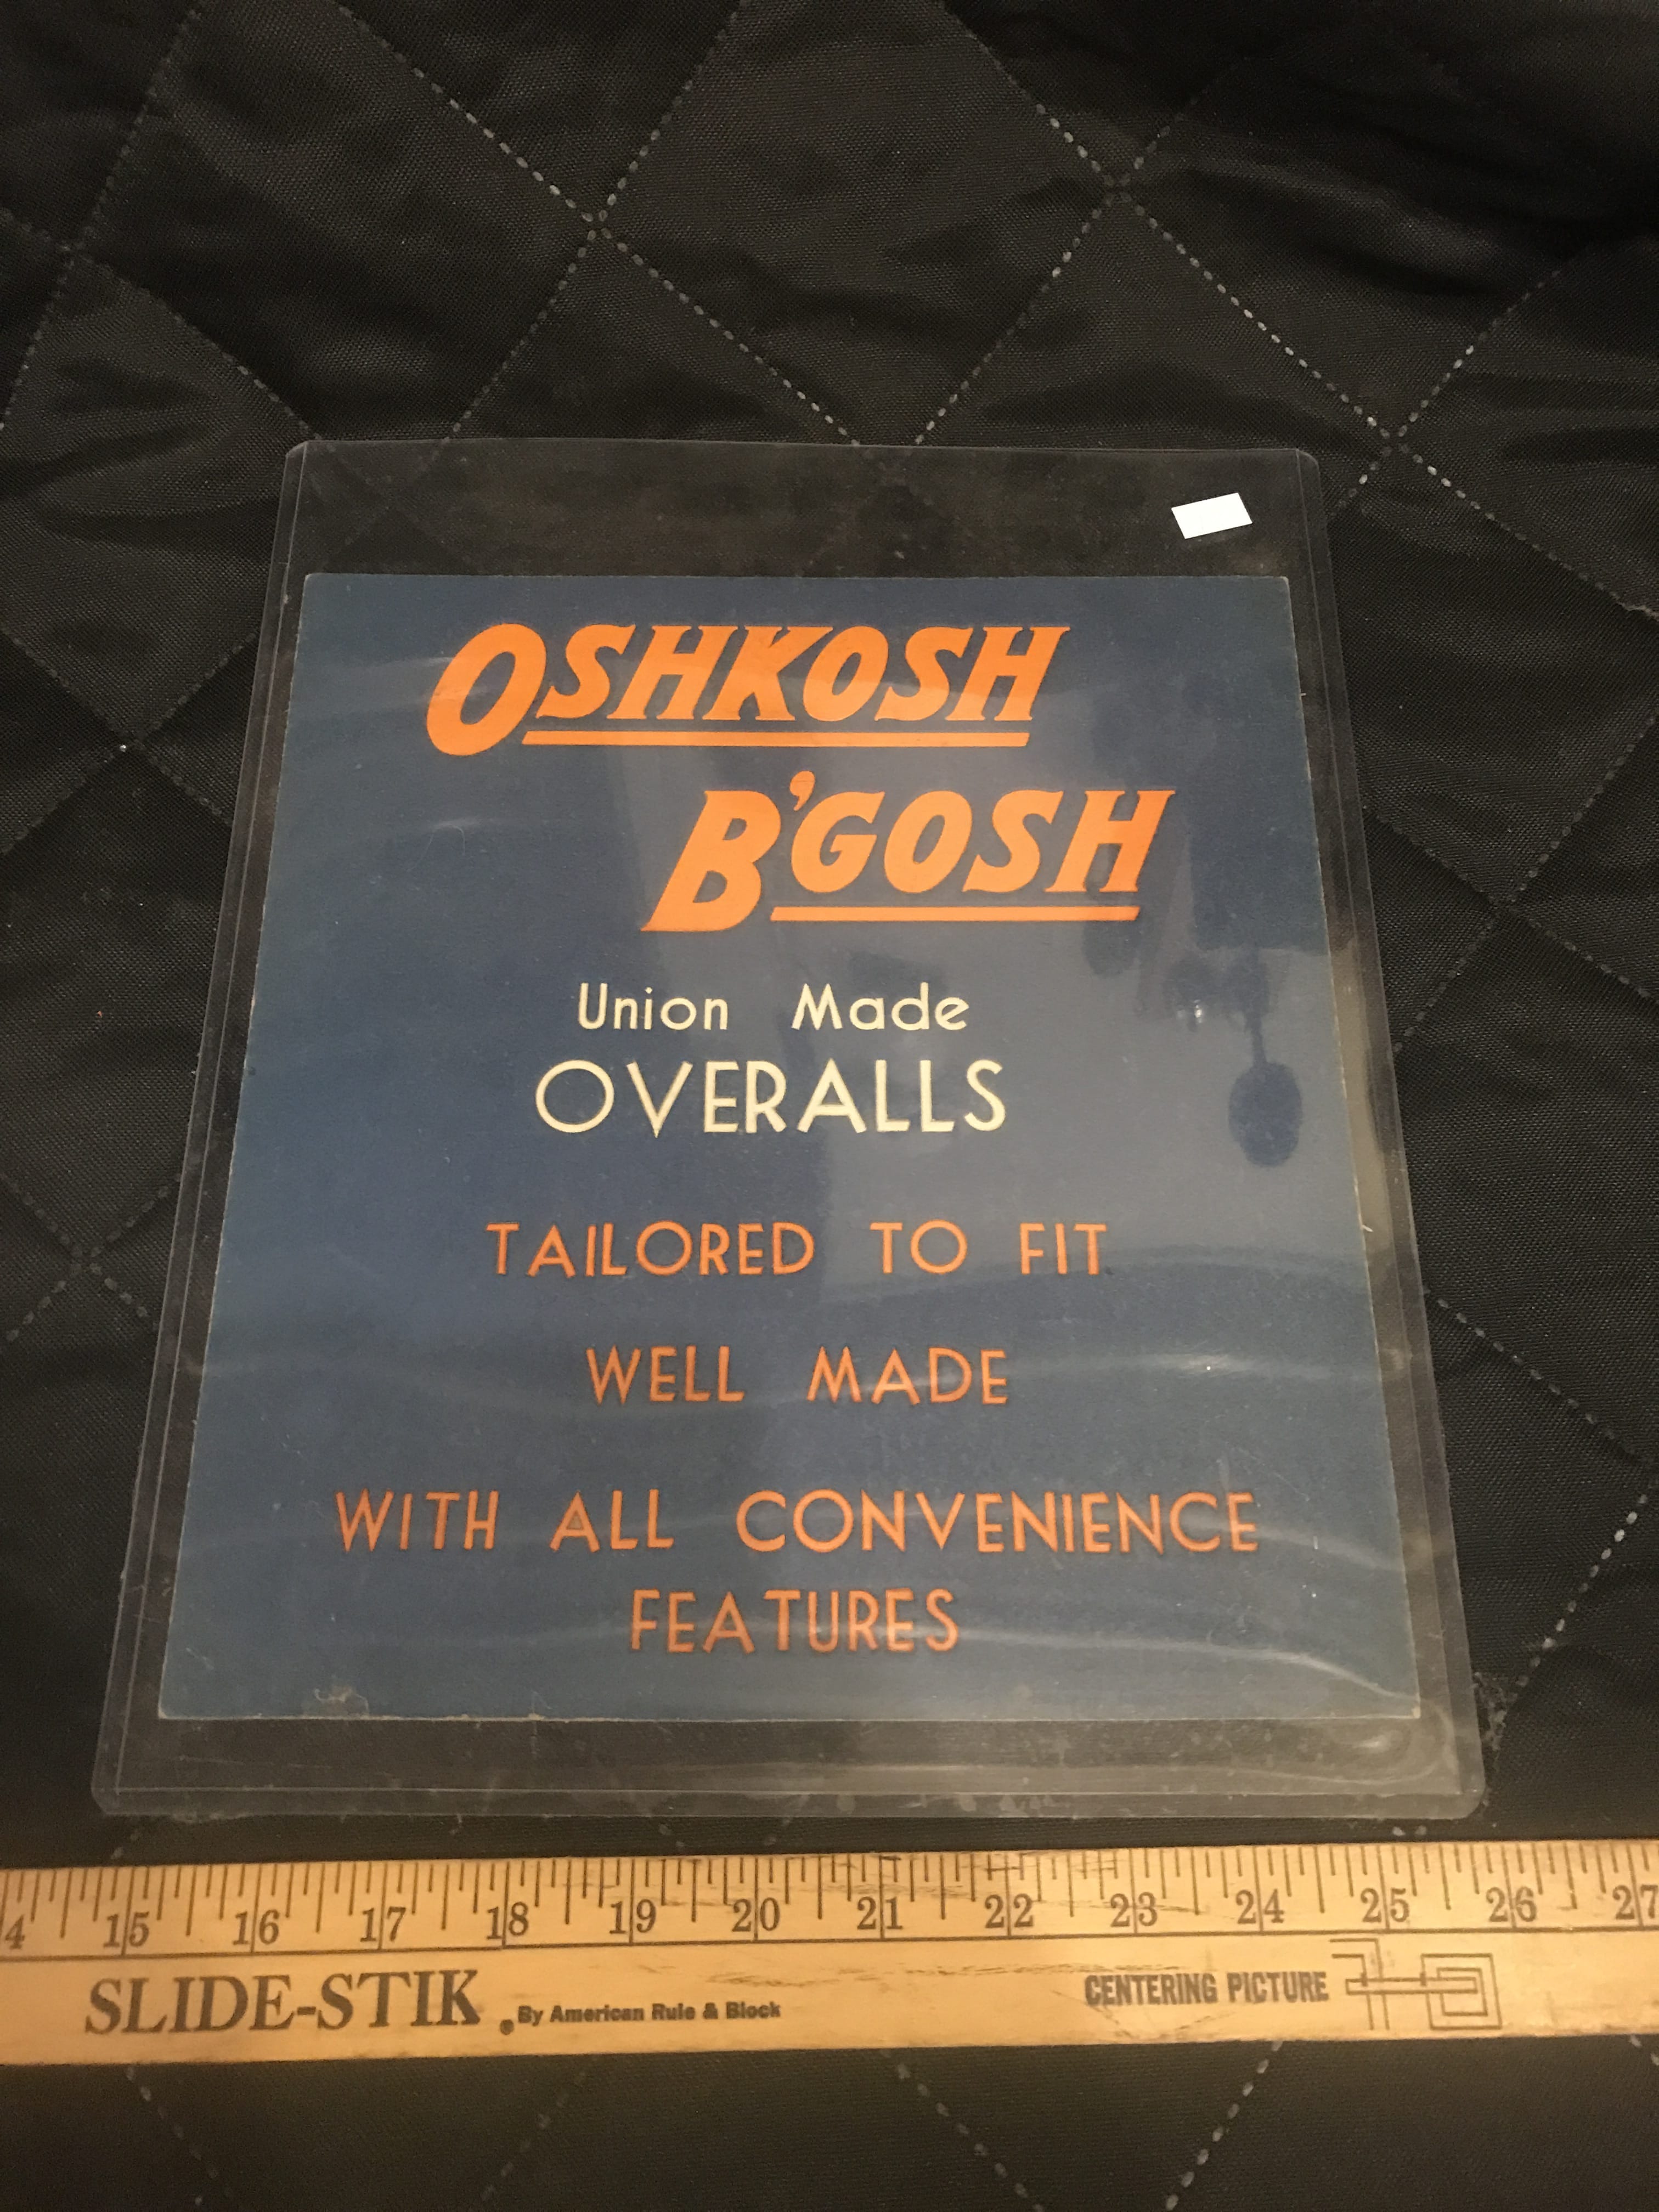 OSHKOSH
B'GOSH
Union Made
OVERALLS
TAILORED TO FIT
WELL MADE
WITH ALL CONVENIENCE
FEATURES
4 15 16 17 18 19 20 21 22 23 24 25 26 27
SLIDE-STIK ® By American Rule & Block CENTERING PICTURE